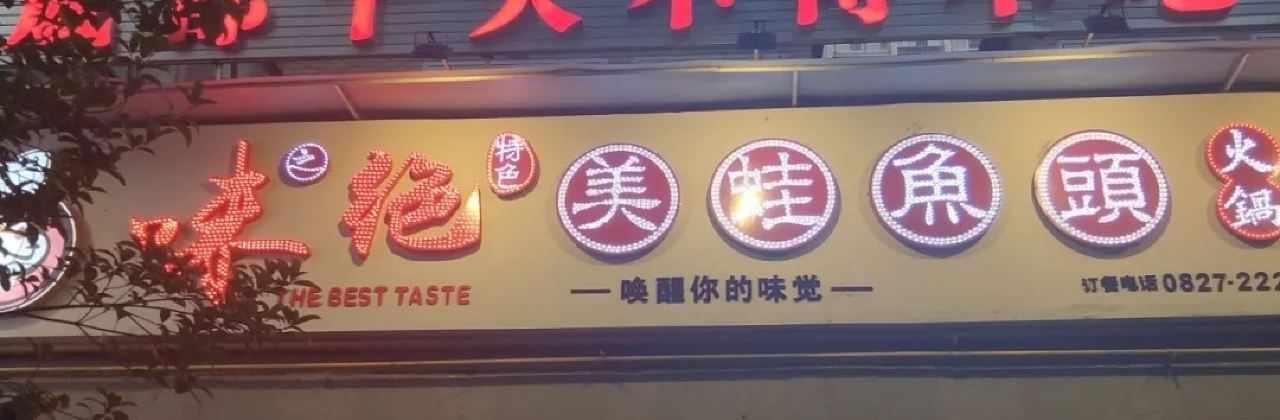 味之绝 特色 美蛙魚頭 火鍋
THE BEST TASTE
唤醒你的味觉
订餐电话 0827-222